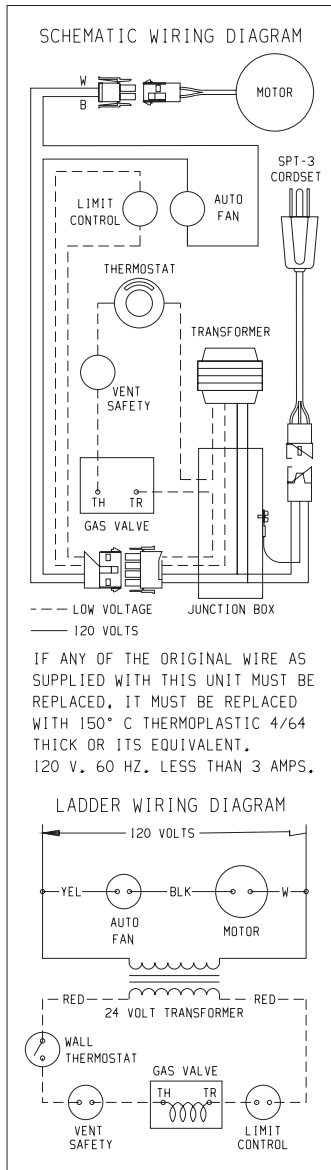 SCHEMATIC WIRING DIAGRAM
W
B
MOTOR
SPT-3
CORDSET
LIMIT
CONTROL
AUTO
FAN
THERMOSTAT
TRANSFORMER
VENT
SAFETY
TH TR
GAS VALVE
JUNCTION BOX
LOW VOLTAGE
120 VOLTS
IF ANY OF THE ORIGINAL WIRE AS
SUPPLIED WITH THIS UNIT MUST BE
REPLACED, IT MUST BE REPLACED
WITH 150° C THERMOPLASTIC 4/64
THICK OR ITS EQUIVALENT.
120 V. 60 HZ. LESS THAN 3 AMPS.
LADDER WIRING DIAGRAM
120 VOLTS
YEL BLK W
AUTO
FAN
MOTOR
RED RED
24 VOLT TRANSFORMER
WALL
THERMOSTAT
GAS VALVE
TH TR
VENT
SAFETY
LIMIT
CONTROL